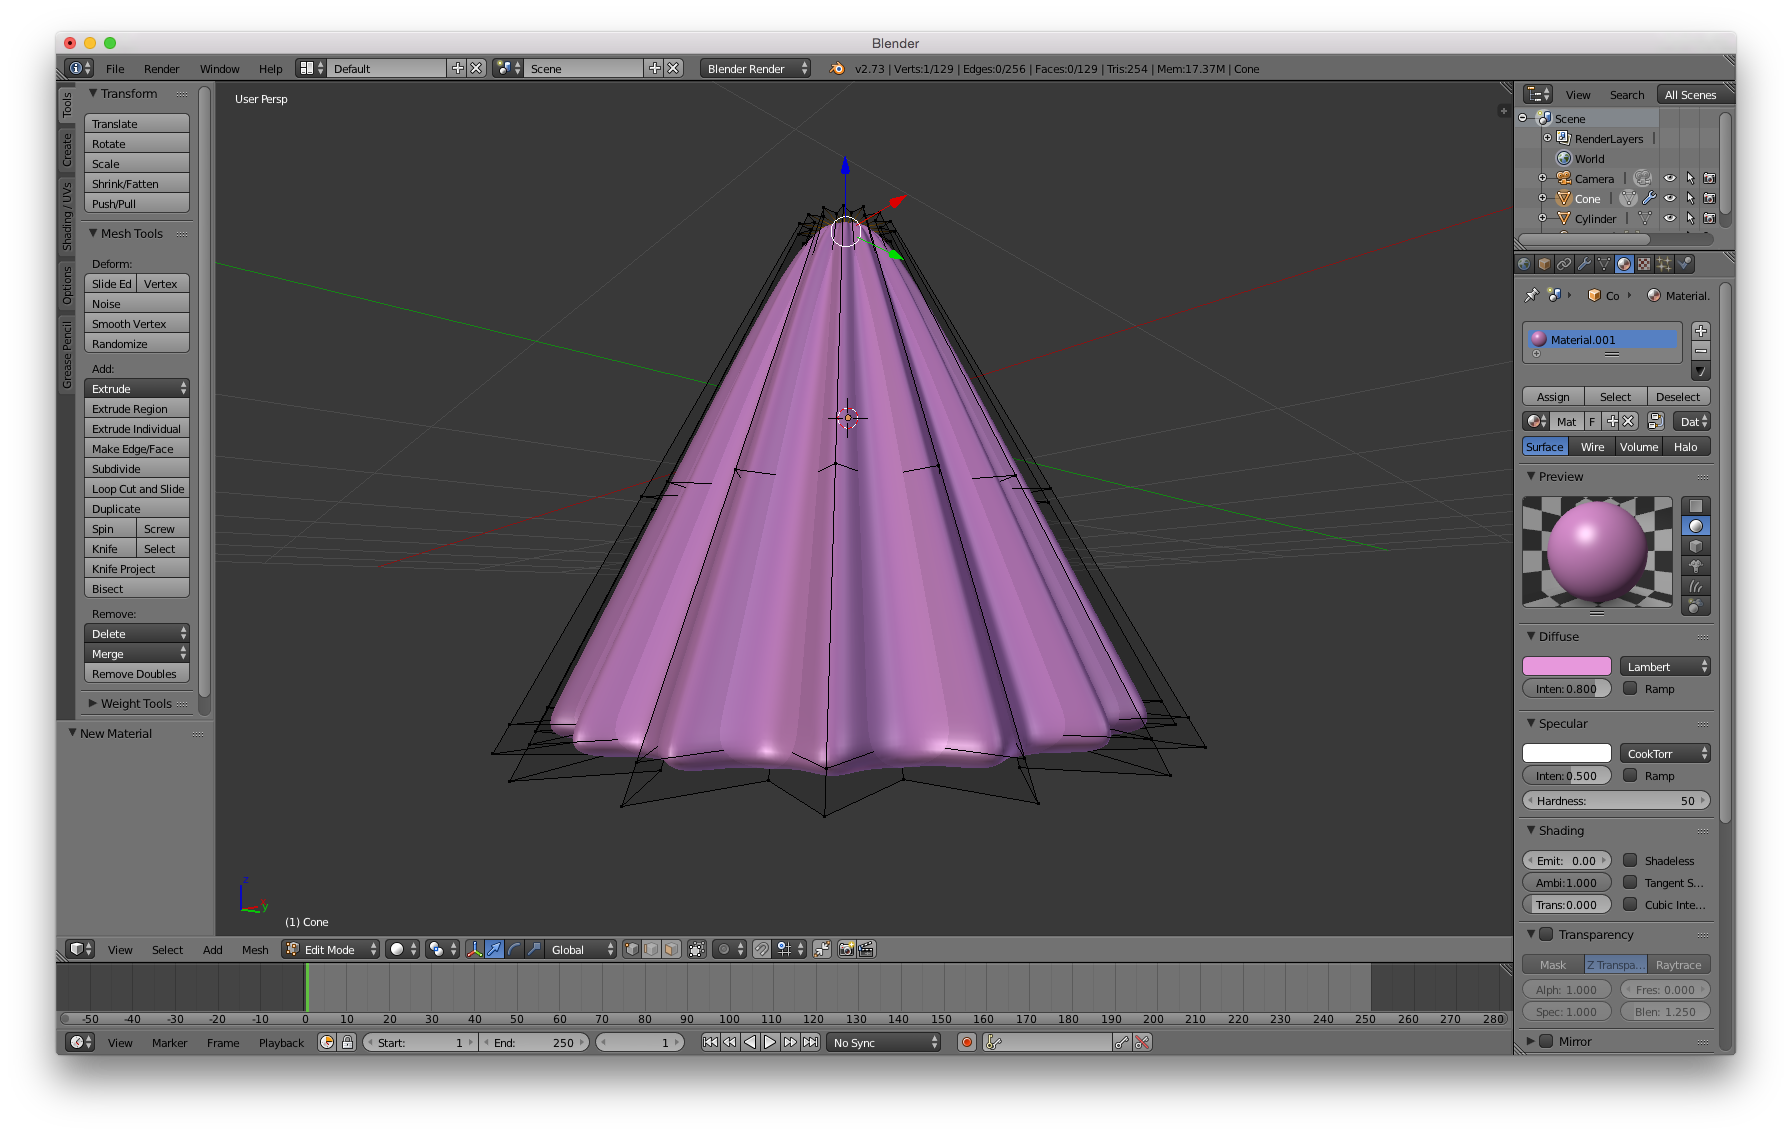 Blender
File Render Window Help Default Scene Blender Render v2.73 | Verts:1/129 | Edges:0/256 | Faces:0/129 | Tris:254 | Mem:17.37M | Cone
Tools
Create
Shading / UVs
Options
Grease Pencil
Transform
Translate
Rotate
Scale
Shrink/Fatten
Push/Pull
Mesh Tools
Deform:
Slide Ed Vertex
Noise
Smooth Vertex
Randomize
Add:
Extrude
Extrude Region
Extrude Individual
Make Edge/Face
Subdivide
Loop Cut and Slide
Duplicate
Spin Screw
Knife Select
Knife Project
Bisect
Remove:
Delete
Merge
Remove Doubles
Weight Tools
New Material
User Persp
z
y
(1) Cone
View Select Add Mesh Edit Mode Global
-50 -40 -30 -20 -10 0 10 20 30 40 50 60 70 80 90 100 110 120 130 140 150 160 170 180 190 200 210 220 230 240 250 260 270 280
View Marker Frame Playback Start: 1 End: 250 1 No Sync
View Search All Scenes
Scene
RenderLayers |
World
Camera |
Cone |
Cylinder |
Co Material.
Material.001
Assign Select Deselect
Mat F Dat
Surface Wire Volume Halo
Preview
Diffuse
Lambert
Inten:0.800 Ramp
Specular
CookTorr
Inten:0.500 Ramp
Hardness: 50
Shading
Emit: 0.00 Shadeless
Ambi:1.000 Tangent S...
Trans:0.000 Cubic Inte...
Transparency
Mask Z Transpa... Raytrace
Alph: 1.000 Fres: 0.000
Spec: 1.000 Blen: 1.250
Mirror